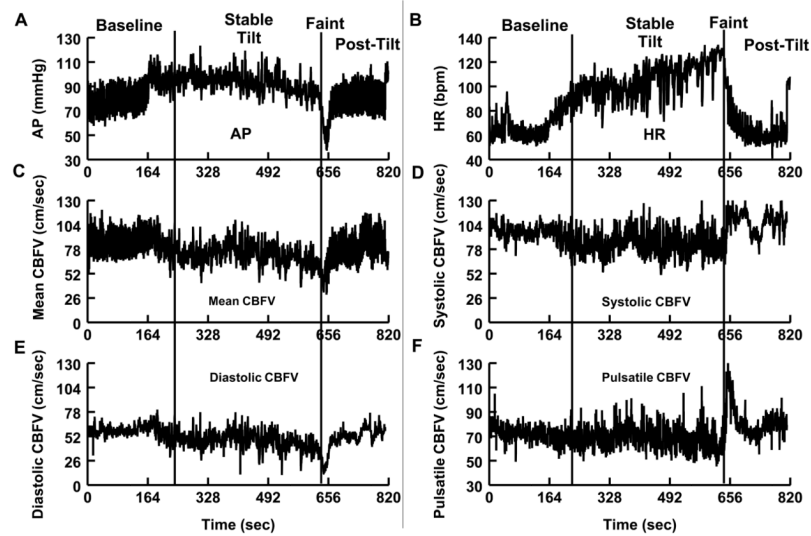 A
Baseline
Stable
Tilt
Faint
Post-Tilt
AP (mmHg)
130
110
90
70
50
30
AP
0 164 328 492 656 820
B
Stable
Tilt
Faint
Post-Tilt
HR (bpm)
140
120
100
80
60
40
HR
0 164 328 492 656 820
C
Mean CBFV (cm/sec)
130
104
78
52
26
0
Mean CBFV
0 164 328 492 656 820
D
Systolic CBFV (cm/sec)
130
104
78
52
26
0
Systolic CBFV
0 164 328 492 656 820
E
Diastolic CBFV (cm/sec)
130
104
78
52
26
0
Diastolic CBFV
0 164 328 492 656 820
Time (sec)
F
Pulsatile CBFV (cm/sec)
130
110
90
70
50
30
Pulsatile CBFV
0 164 328 492 656 820
Time (sec)